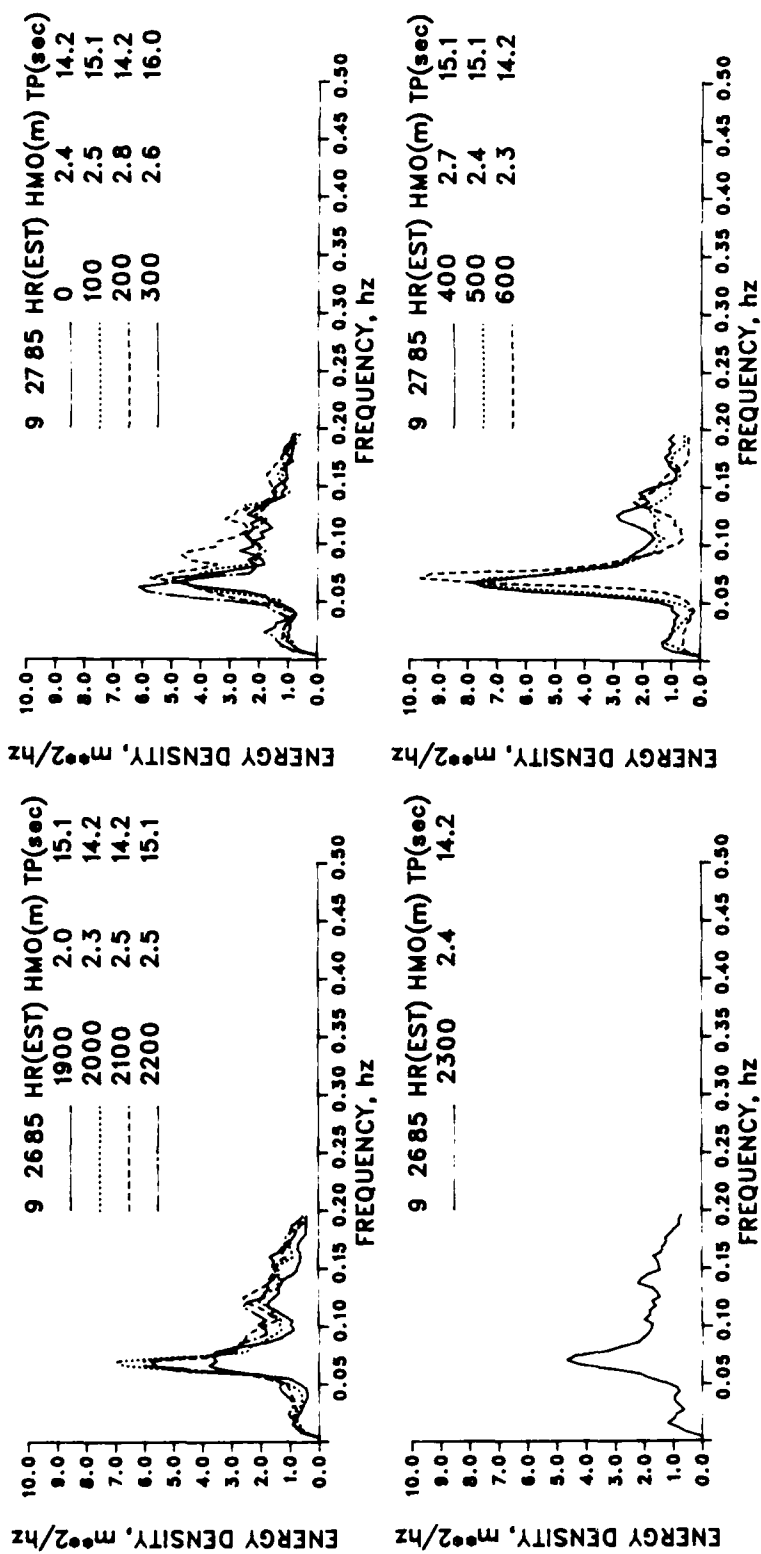 9 2685 HR(EST) HMO(m) TP(sec)
1900 2.0 15.1
2000 2.3 14.2
2100 2.5 14.2
2200 2.5 15.1
ENERGY DENSITY, m**2/hz
10.0
9.0
8.0
7.0
6.0
5.0
4.0
3.0
2.0
1.0
0.0
0.05 0.10 0.15 0.20 0.25 0.30 0.35 0.40 0.45 0.50
FREQUENCY, hz
9 2785 HR(EST) HMO(m) TP(sec)
0 2.4 14.2
100 2.5 15.1
200 2.8 14.2
300 2.6 16.0
ENERGY DENSITY, m**2/hz
10.0
9.0
8.0
7.0
6.0
5.0
4.0
3.0
2.0
1.0
0.0
0.05 0.10 0.15 0.20 0.25 0.30 0.35 0.40 0.45 0.50
FREQUENCY, hz
9 2685 HR(EST) HMO(m) TP(sec)
2300 2.4 14.2
ENERGY DENSITY, m**2/hz
10.0
9.0
8.0
7.0
6.0
5.0
4.0
3.0
2.0
1.0
0.0
0.05 0.10 0.15 0.20 0.25 0.30 0.35 0.40 0.45 0.50
FREQUENCY, hz
9 2785 HR(EST) HMO(m) TP(sec)
400 2.7 15.1
500 2.4 15.1
600 2.3 14.2
ENERGY DENSITY, m**2/hz
10.0
9.0
8.0
7.0
6.0
5.0
4.0
3.0
2.0
1.0
0.0
0.05 0.10 0.15 0.20 0.25 0.30 0.35 0.40 0.45 0.50
FREQUENCY, hz